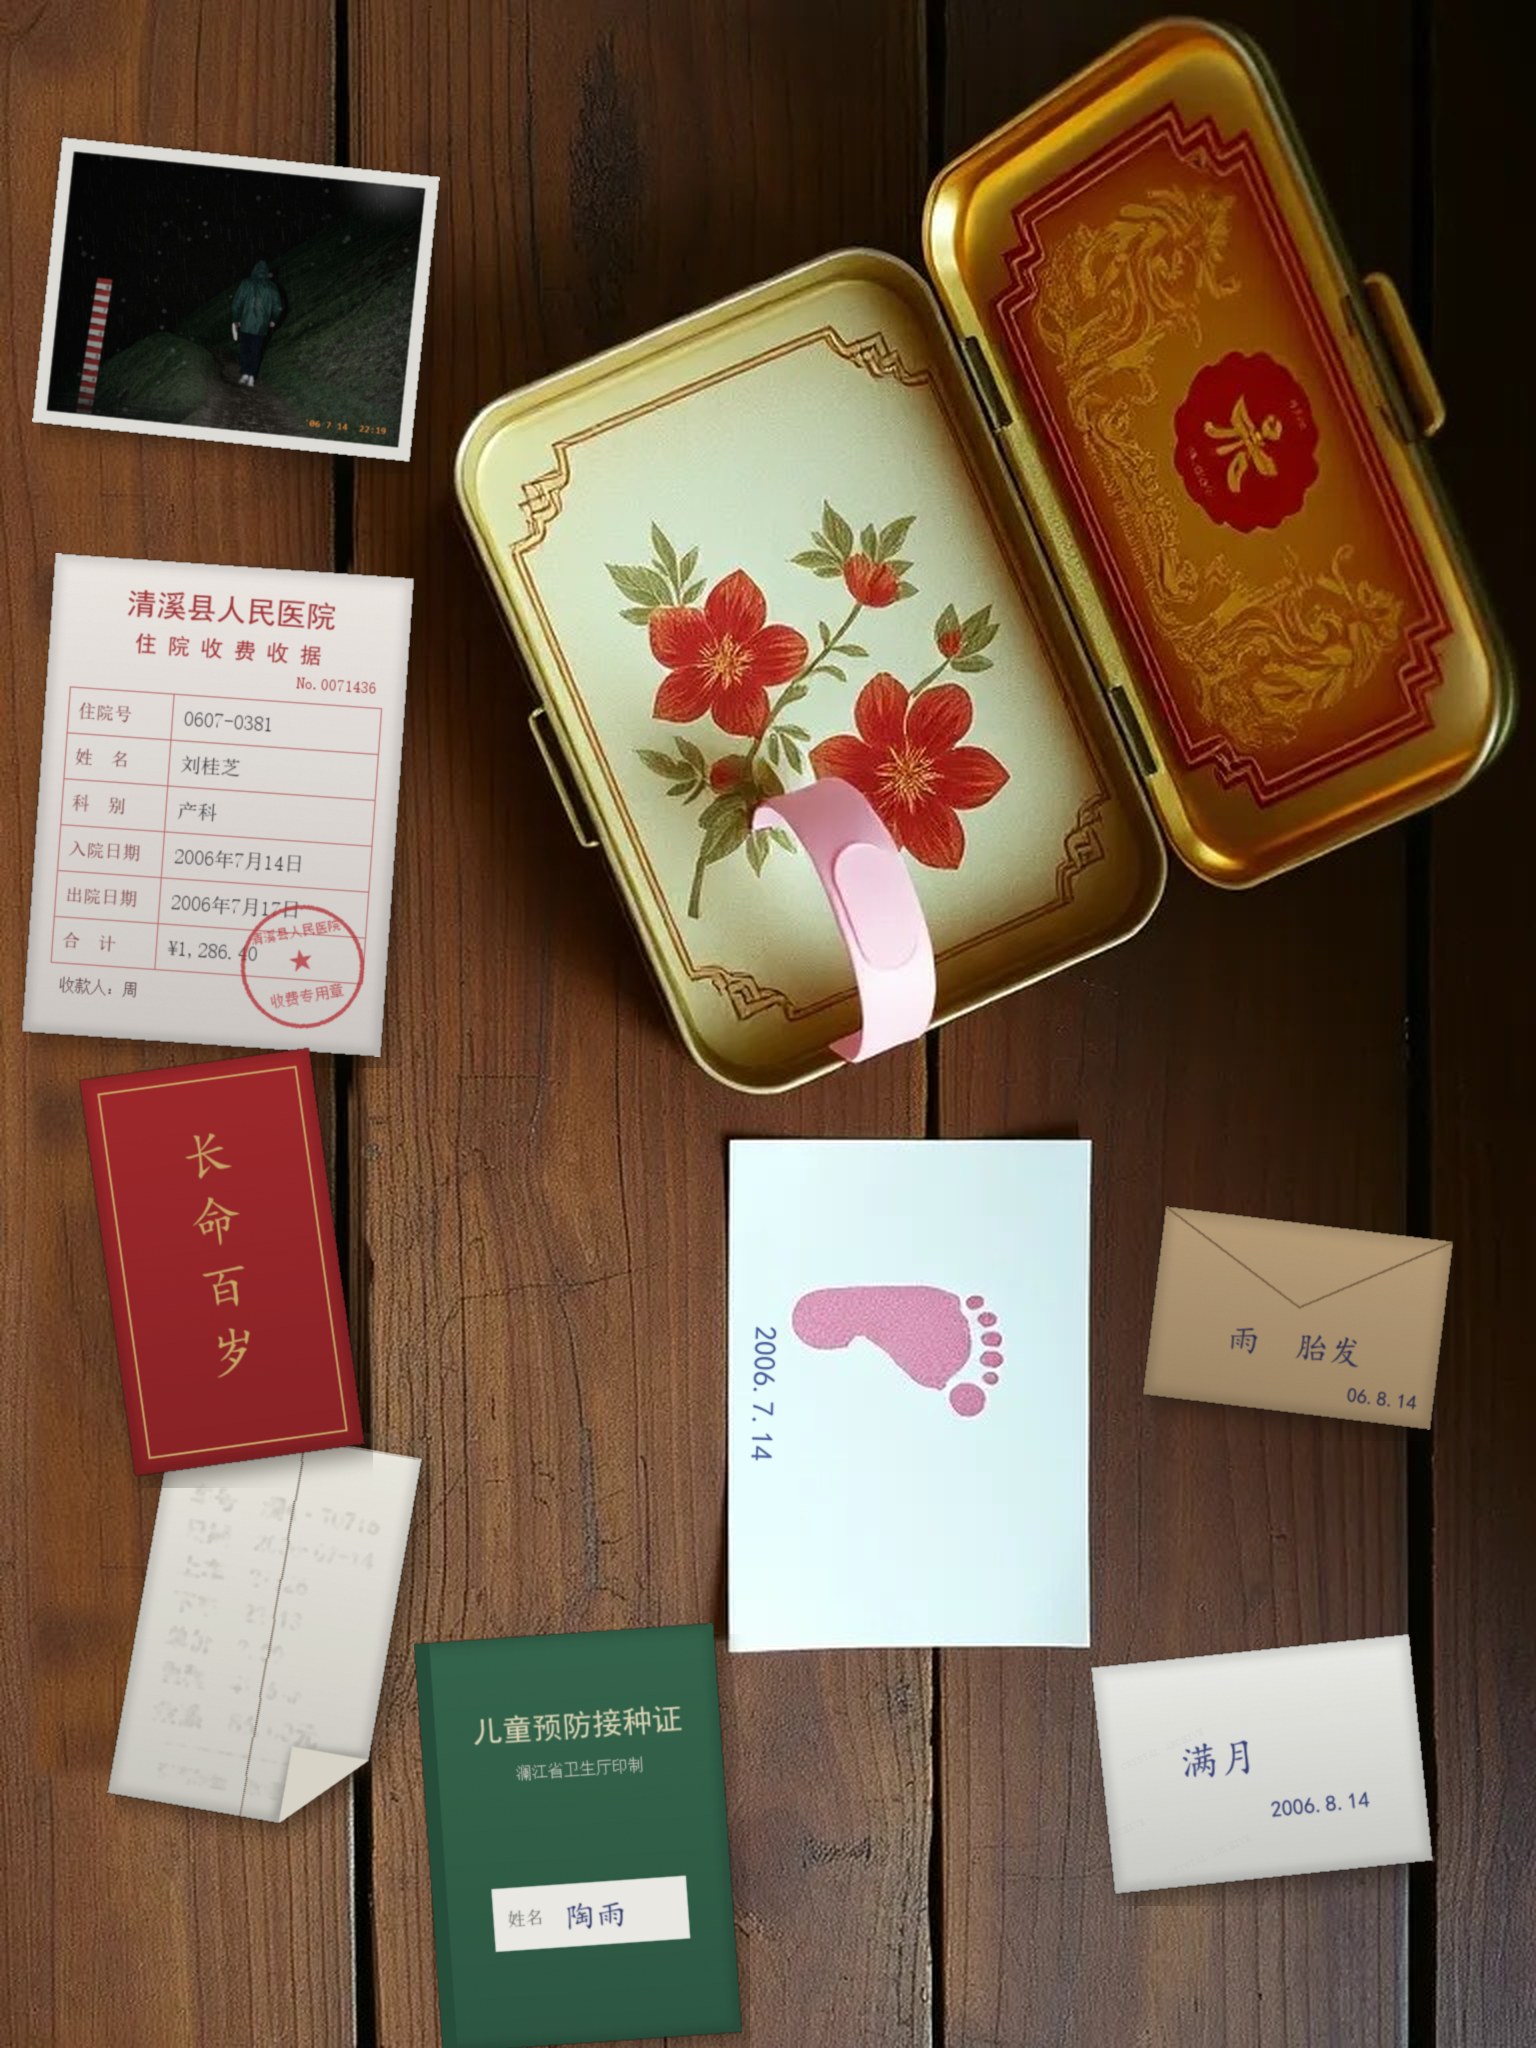 '06 7 14 22:19
清溪县人民医院
住院收费收据
No.0071436
住院号 0607-0381
姓 名 刘桂芝
科 别 产科
入院日期 2006年7月14日
出院日期 2006年7月17日
合 计 ¥1,286.40
收款人：周
清溪县人民医院
收费专用章
长命百岁
2006.7.14
雨 胎发
06.8.14
儿童预防接种证
澜江省卫生厅印制
姓名 陶雨
满月
2006.8.14